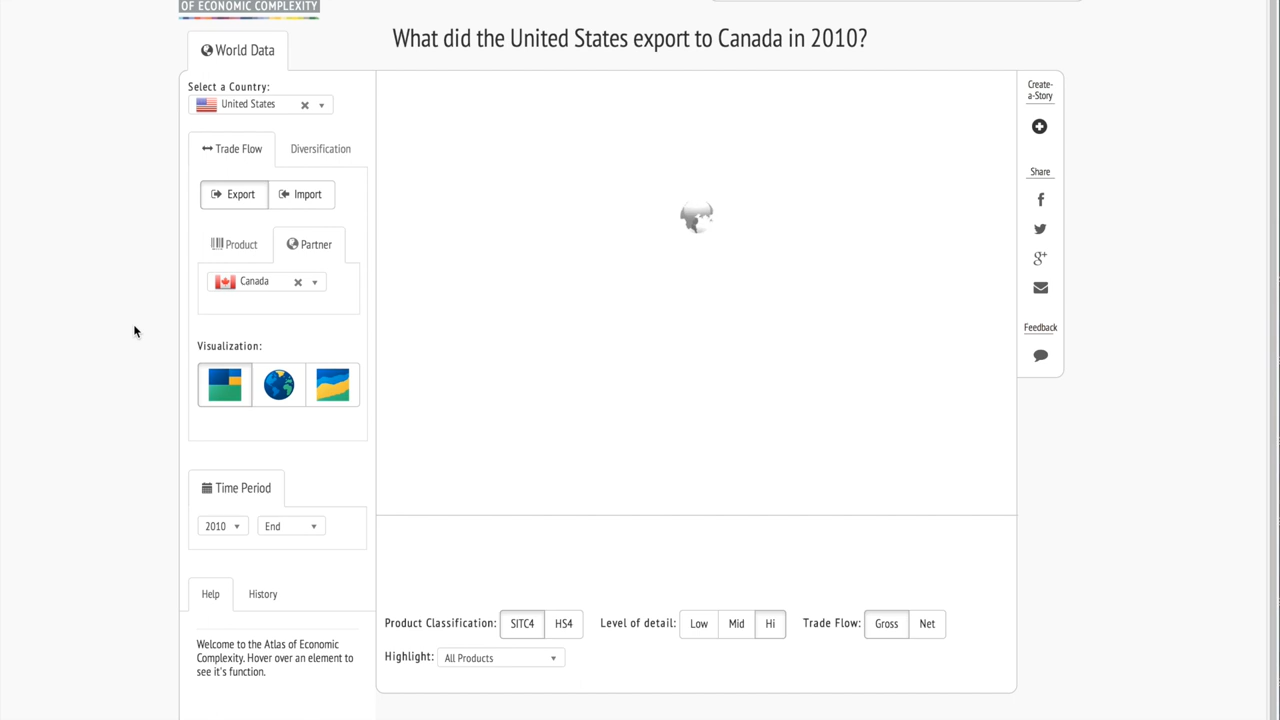 OF ECONOMIC COMPLEXITY
What did the United States export to Canada in 2010?
World Data
Select a Country:
United States
Trade Flow
Diversification
Export
Import
Product
Partner
Canada
Visualization:
Time Period
2010
End
Help
History
Welcome to the Atlas of Economic
Complexity. Hover over an element to
see it's function.
Product Classification:
SITC4
HS4
Level of detail:
Low
Mid
Hi
Trade Flow:
Gross
Net
Highlight:
All Products
Create-
a-Story
Share
g+
Feedback